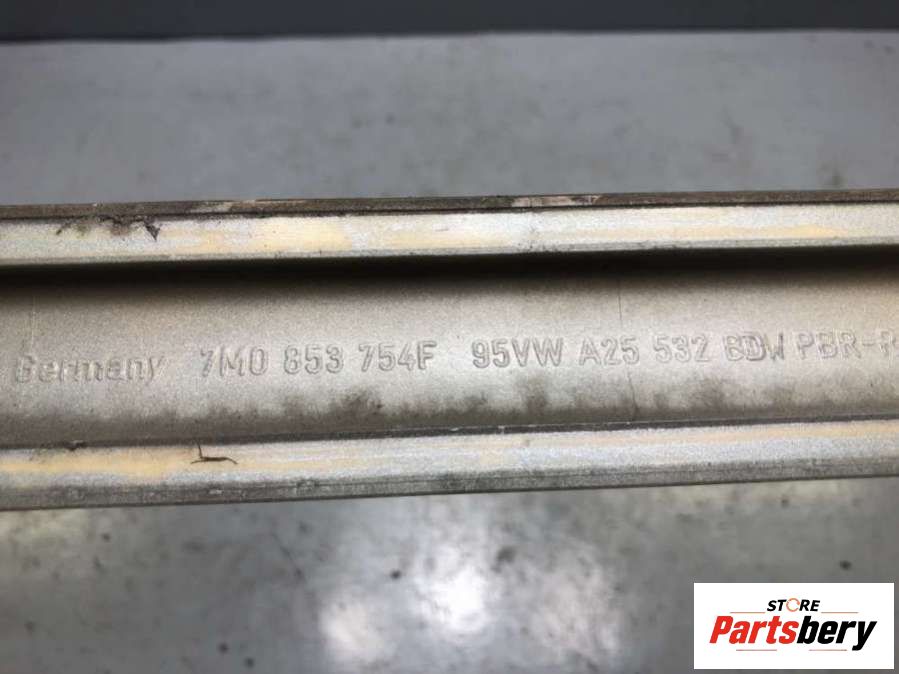 Germany 7M0 853 754F 95VW A25 532 BDW PBR-R
STORE
Partsbery